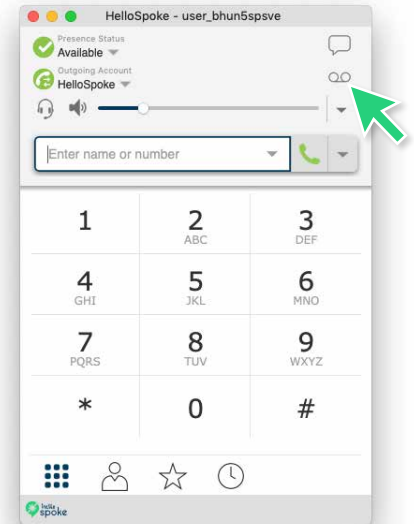 HelloSpoke - user_bhun5spsve
Presence Status
Available
Outgoing Account
HelloSpoke
Enter name or number
1
2
ABC
3
DEF
4
GHI
5
JKL
6
MNO
7
PQRS
8
TUV
9
WXYZ
*
0
#
hello
spoke